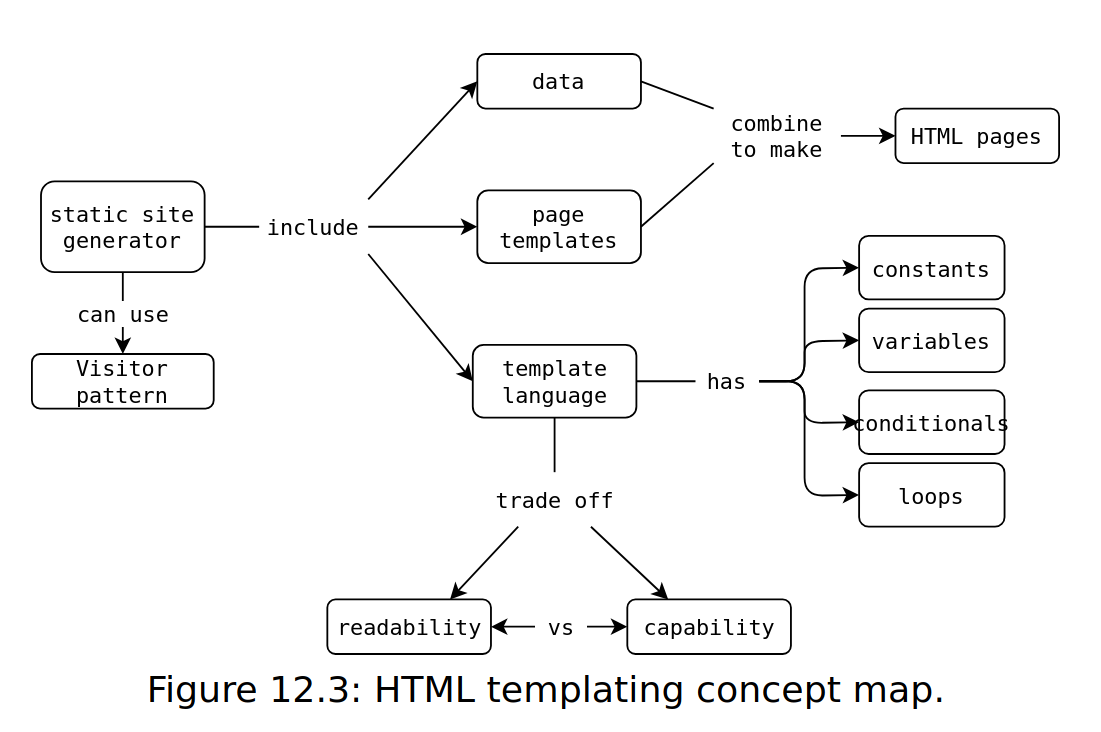 data
combine
to make
HTML pages
static site
generator
include
page
templates
can use
Visitor
pattern
template
language
has
constants
variables
conditionals
loops
trade off
readability
vs
capability
Figure 12.3: HTML templating concept map.